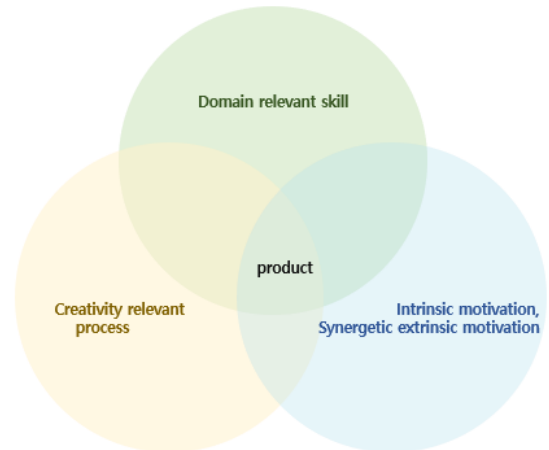 Domain relevant skill
product
Creativity relevant
process
Intrinsic motivation,
Synergetic extrinsic motivation